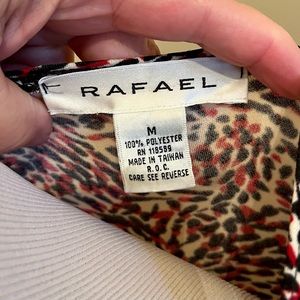 RAFAEL
M
100% POLYESTER
RN 118589
MADE IN TAIWAN
R.O.C.
CARE SEE REVERSE